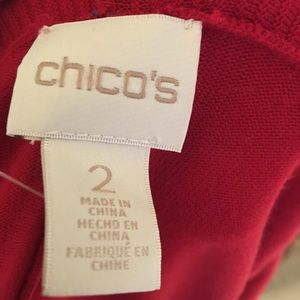 chico's
2
MADE IN
CHINA
HECHO EN
CHINA
FABRIQUÉ EN
CHINE